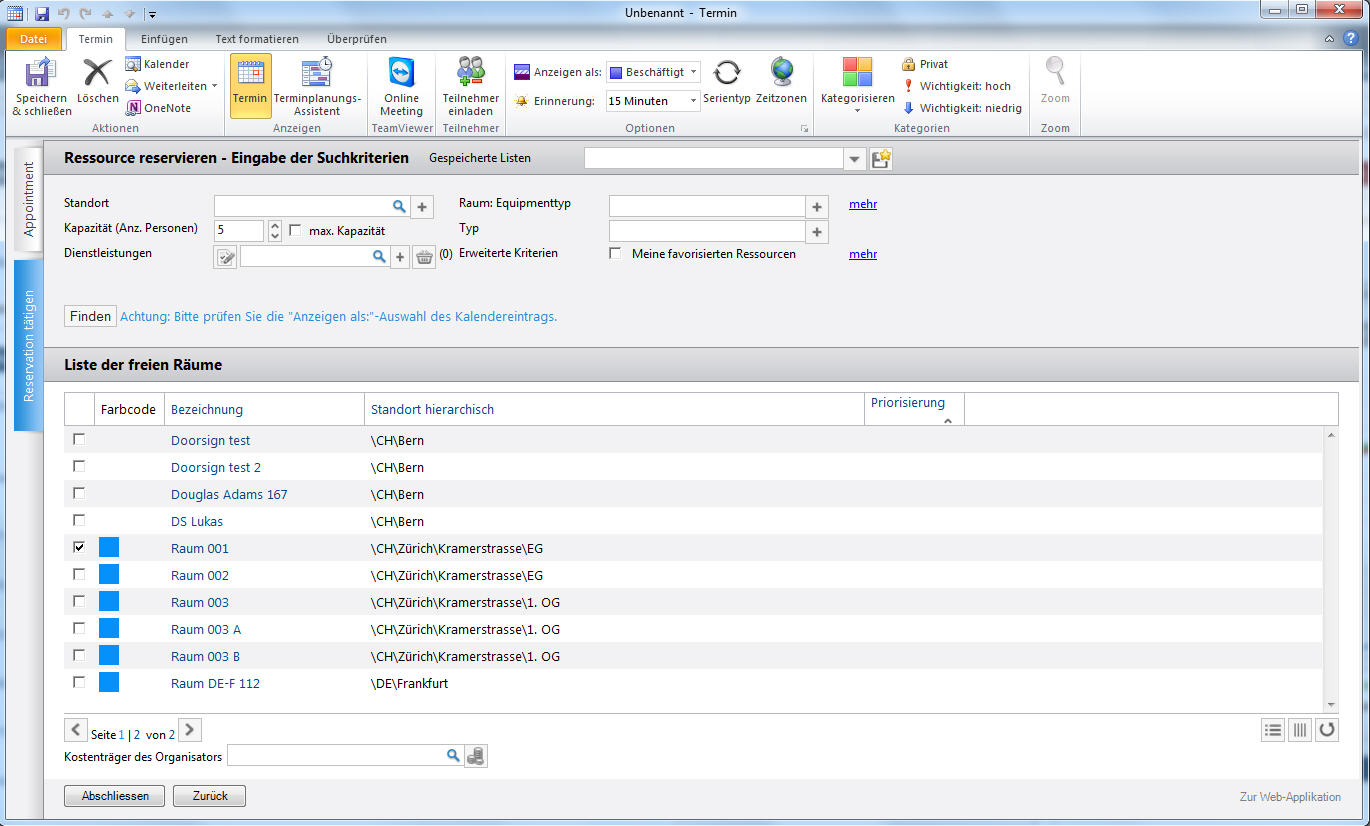 Unbenannt - Termin
Datei Termin Einfügen Text formatieren Überprüfen
Speichern & schließen
Löschen
Kalender
Weiterleiten
OneNote
Aktionen
Termin
Terminplanungs-Assistent
Anzeigen
Online Meeting
TeamViewer
Teilnehmer einladen
Teilnehmer
Anzeigen als: Beschäftigt
Erinnerung: 15 Minuten
Serientyp
Zeitzonen
Optionen
Kategorisieren
Privat
Wichtigkeit: hoch
Wichtigkeit: niedrig
Kategorien
Zoom
Zoom
Appointment
Reservation tätigen
Ressource reservieren - Eingabe der Suchkriterien Gespeicherte Listen
Standort Raum: Equipmenttyp mehr
Kapazität (Anz. Personen) 5 max. Kapazität Typ
Dienstleistungen (0) Erweiterte Kriterien Meine favorisierten Ressourcen mehr
Finden Achtung: Bitte prüfen Sie die "Anzeigen als:"-Auswahl des Kalendereintrags.
Liste der freien Räume
Farbcode Bezeichnung Standort hierarchisch Priorisierung
Doorsign test \CH\Bern
Doorsign test 2 \CH\Bern
Douglas Adams 167 \CH\Bern
DS Lukas \CH\Bern
Raum 001 \CH\Zürich\Kramerstrasse\EG
Raum 002 \CH\Zürich\Kramerstrasse\EG
Raum 003 \CH\Zürich\Kramerstrasse\1. OG
Raum 003 A \CH\Zürich\Kramerstrasse\1. OG
Raum 003 B \CH\Zürich\Kramerstrasse\1. OG
Raum DE-F 112 \DE\Frankfurt
Seite 1 | 2 von 2
Kostenträger des Organisators
Abschliessen Zurück Zur Web-Applikation